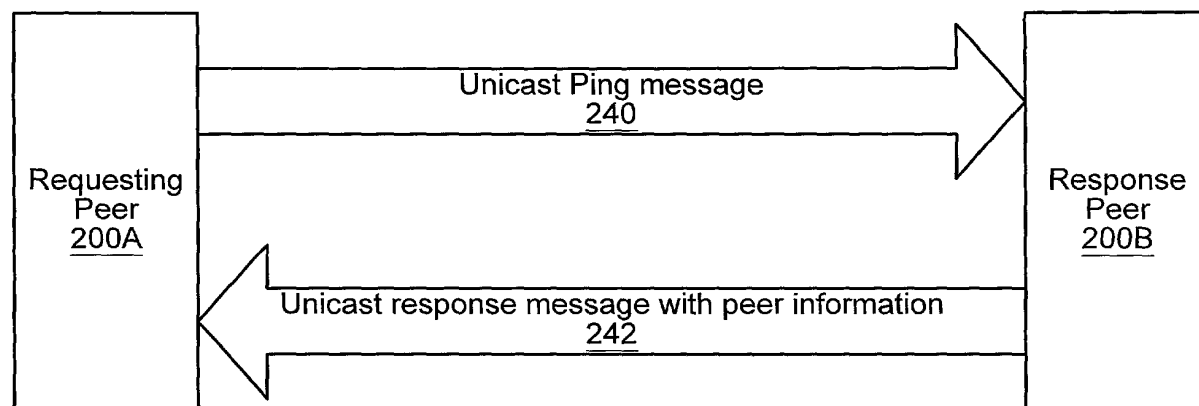 Unicast Ping message
240
Requesting
Peer
200A
Response
Peer
200B
Unicast response message with peer information
242